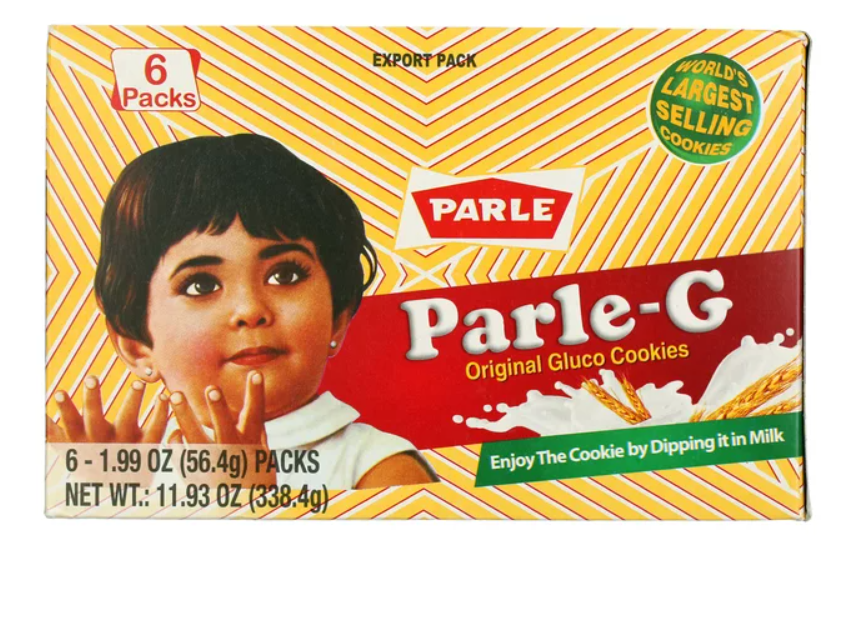 6
Packs
EXPORT PACK
WORLD'S
LARGEST
SELLING
COOKIES
PARLE
Parle-G
Original Gluco Cookies
Enjoy The Cookie by Dipping it in Milk
6 - 1.99 OZ (56.4g) PACKS
NET WT.: 11.93 OZ (338.4g)